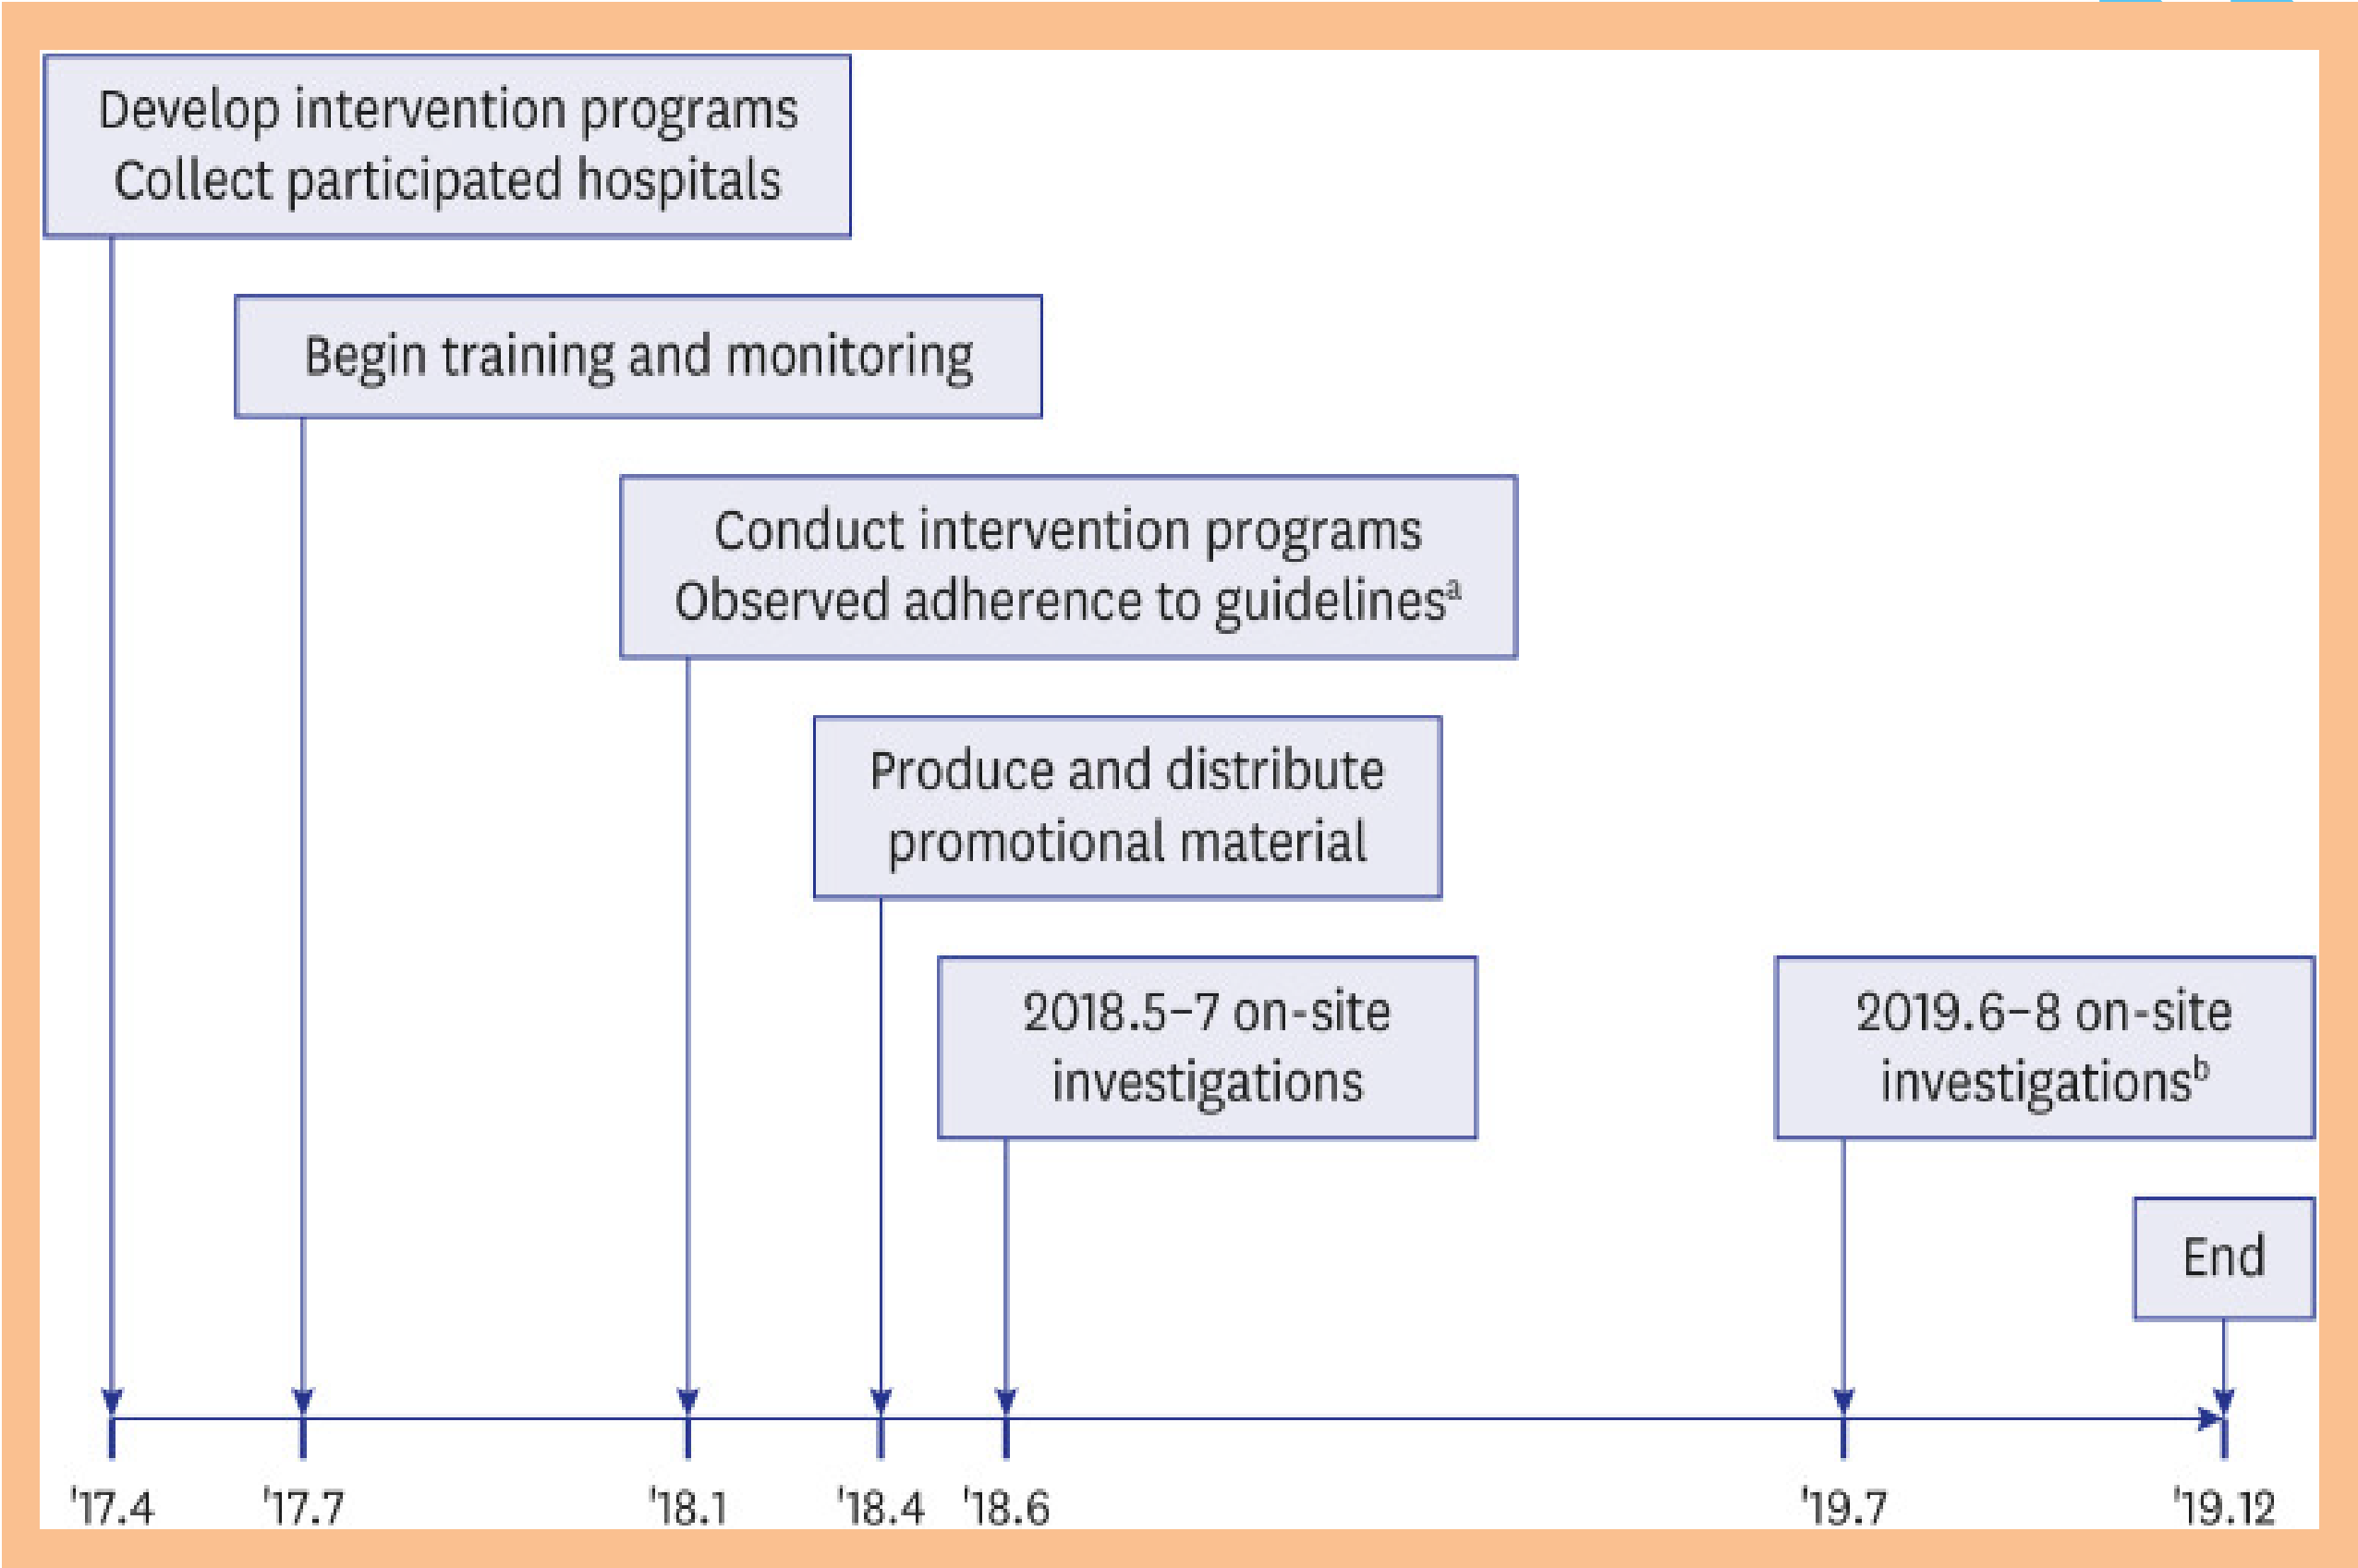 Develop intervention programs
Collect participated hospitals
Begin training and monitoring
Conduct intervention programs
Observed adherence to guidelinesᵃ
Produce and distribute
promotional material
2018.5–7 on-site
investigations
2019.6–8 on-site
investigationsᵇ
End
'17.4
'17.7
'18.1
'18.4
'18.6
'19.7
'19.12